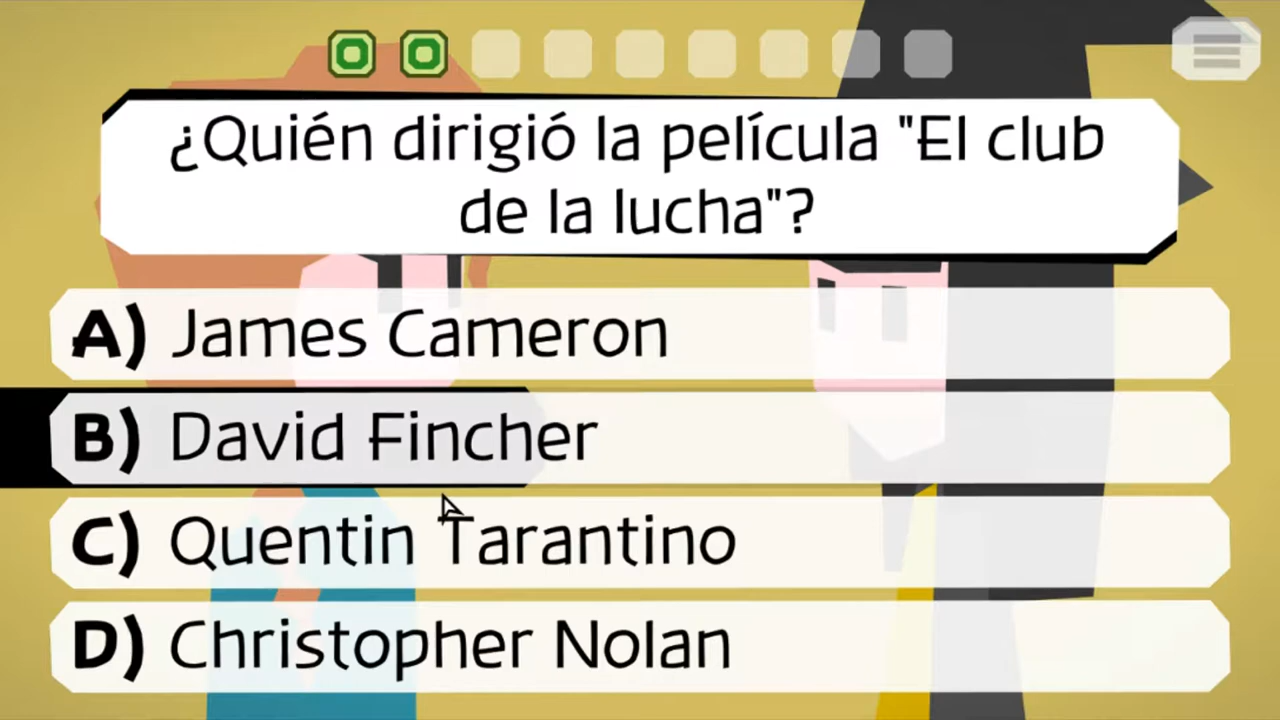 ¿Quién dirigió la película "El club
de la lucha"?
A) James Cameron
B) David Fincher
C) Quentin Tarantino
D) Christopher Nolan